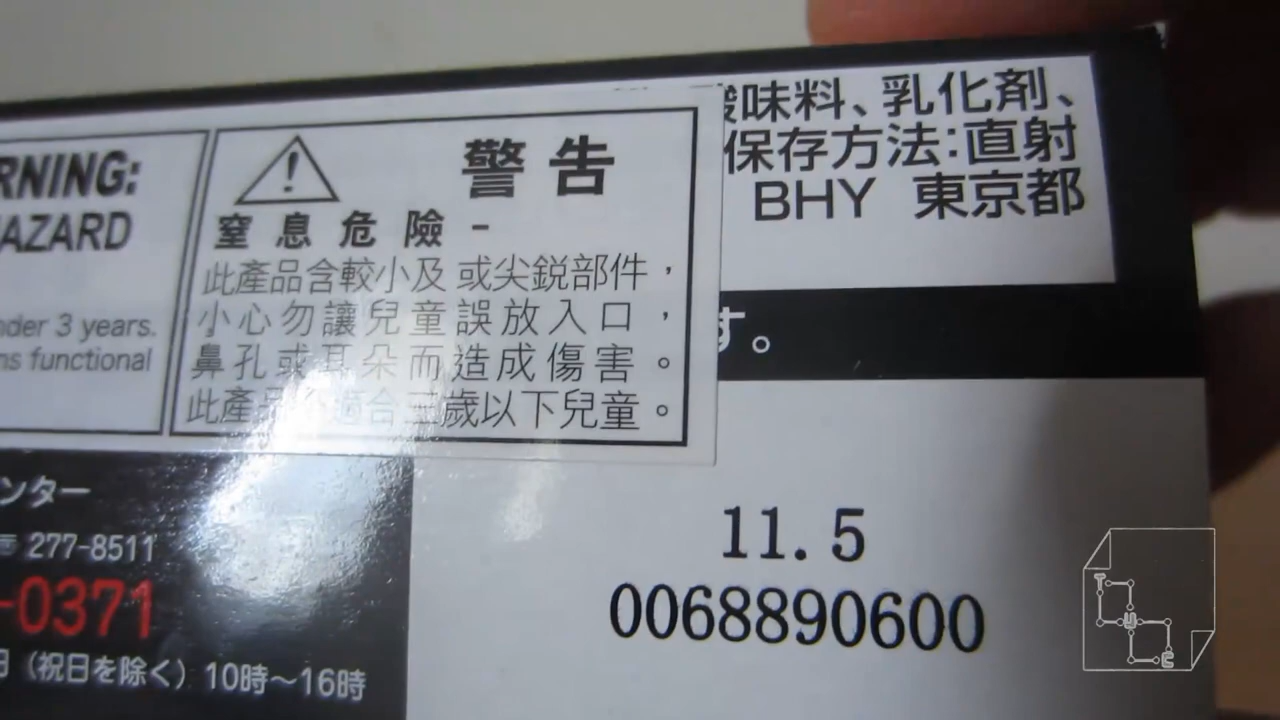 RNING:
AZARD
nder 3 years.
ns functional
警告
窒息危險-
此產品含較小及 或尖銳部件，
小心勿讓兒童誤放入口，
鼻孔或耳朵而造成傷害。
此產品不適合三歲以下兒童。
酸味料、乳化剤、
保存方法:直射
BHY 東京都
す。
ンター
〒277-8511
-0371
日（祝日を除く）10時～16時
11.5
0068890600
T
U
C